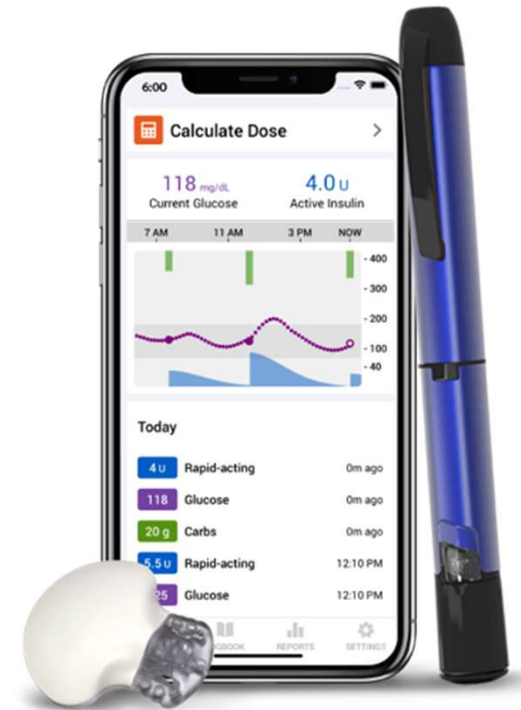 6:00
Calculate Dose
118 mg/dL 4.0 U
Current Glucose Active Insulin
7 AM 11 AM 3 PM NOW
- 400
- 300
- 200
- 100
- 40
Today
4 U Rapid-acting 0m ago
118 Glucose 0m ago
20 g Carbs 0m ago
5.5 U Rapid-acting 12:10 PM
Glucose 12:10 PM
REPORTS SETTINGS